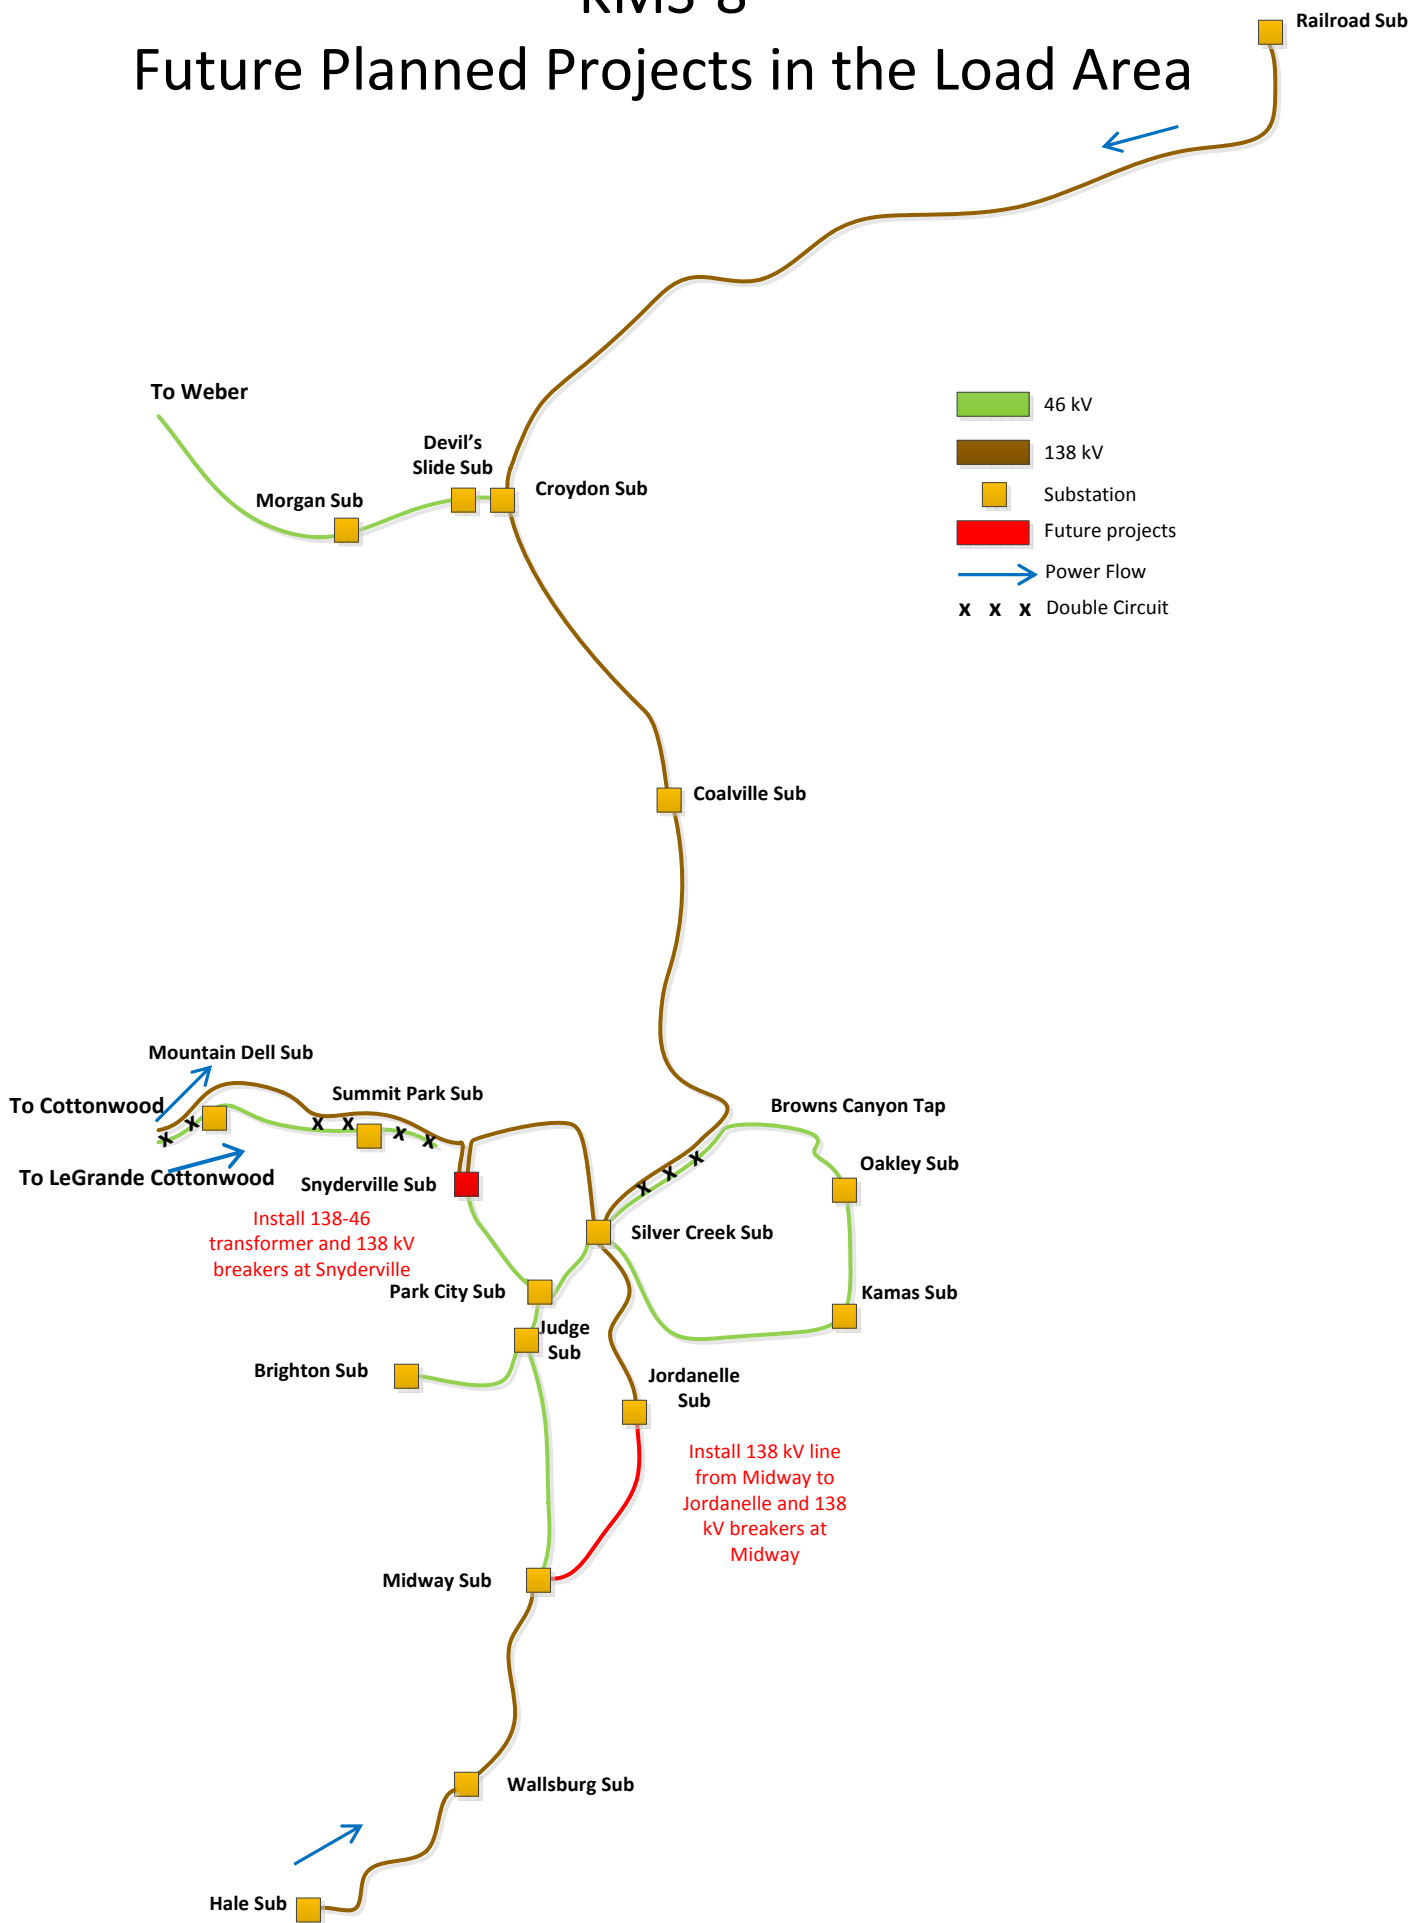 RMS-8
Future Planned Projects in the Load Area
Railroad Sub
To Weber
46 kV
138 kV
Substation
Future projects
Power Flow
x x x Double Circuit
Devil’s
Slide Sub
Morgan Sub
Croydon Sub
Coalville Sub
Mountain Dell Sub
Summit Park Sub
To Cottonwood
Browns Canyon Tap
x x x x x x
x x x
To LeGrande Cottonwood
Snyderville Sub
Oakley Sub
Install 138-46
transformer and 138 kV
breakers at Snyderville
Silver Creek Sub
Park City Sub
Kamas Sub
Judge
Sub
Brighton Sub
Jordanelle
Sub
Install 138 kV line
from Midway to
Jordanelle and 138
kV breakers at
Midway
Midway Sub
Wallsburg Sub
Hale Sub